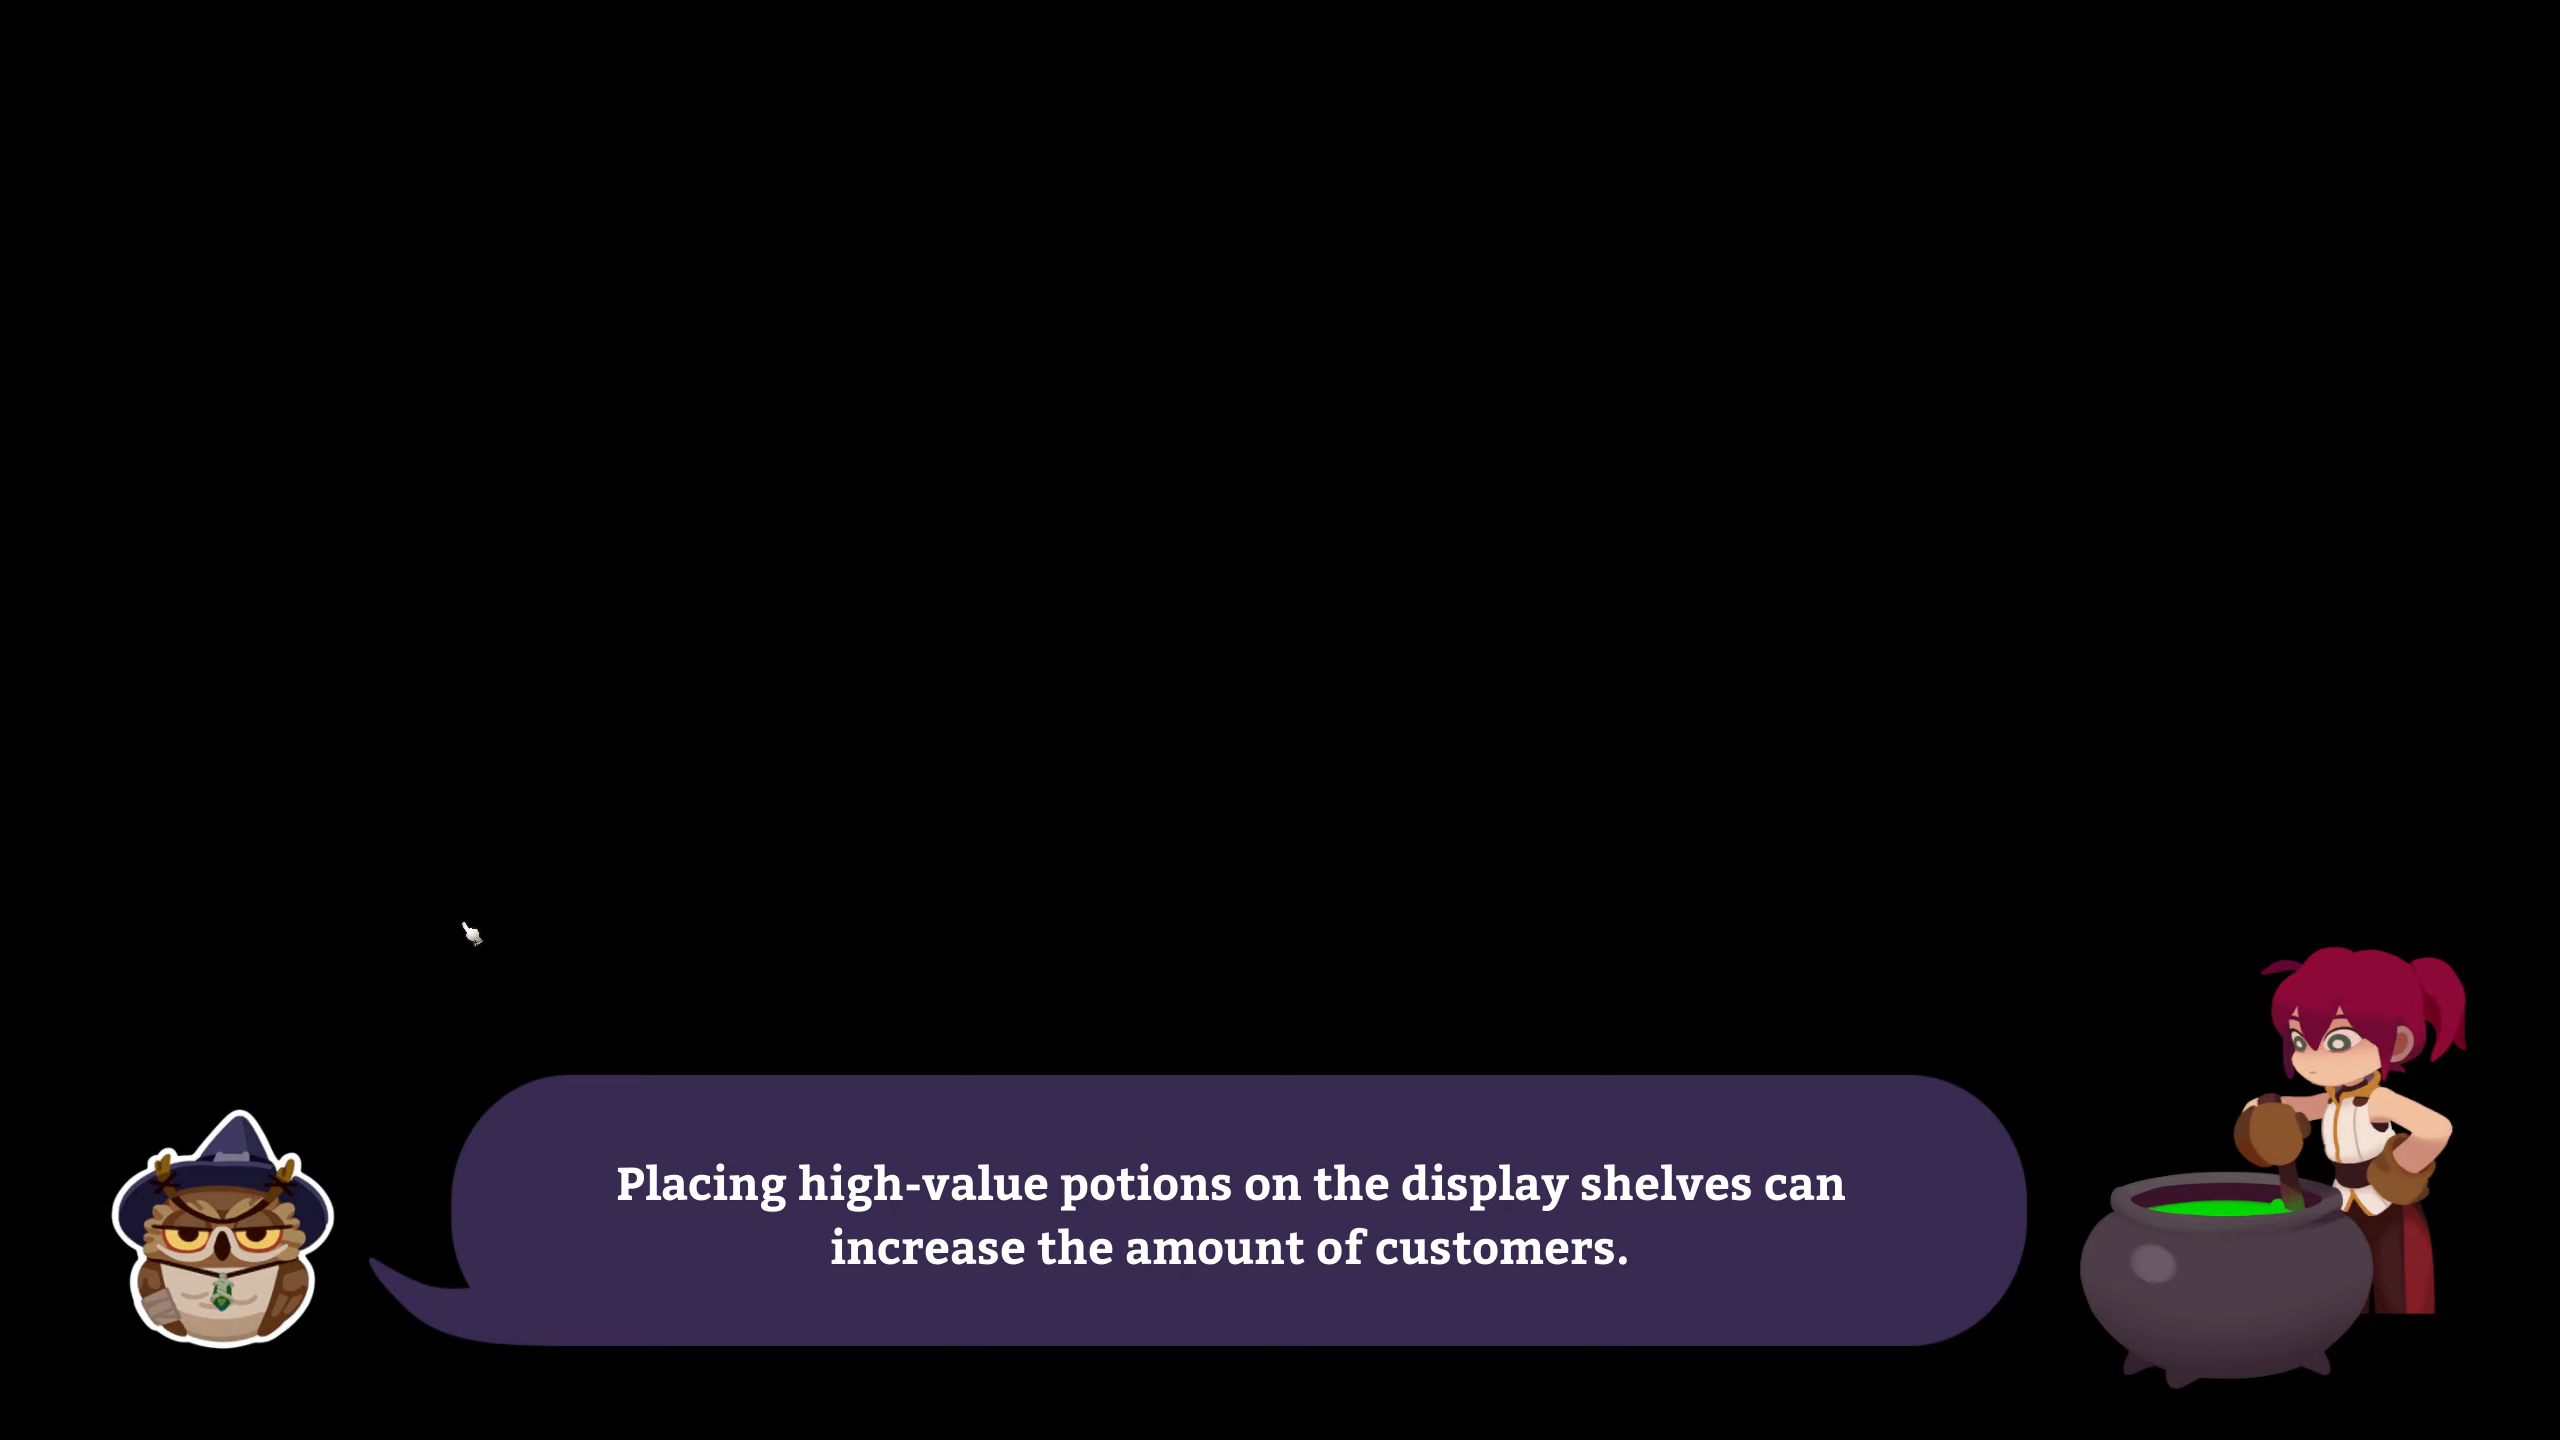 Placing high-value potions on the display shelves can
increase the amount of customers.